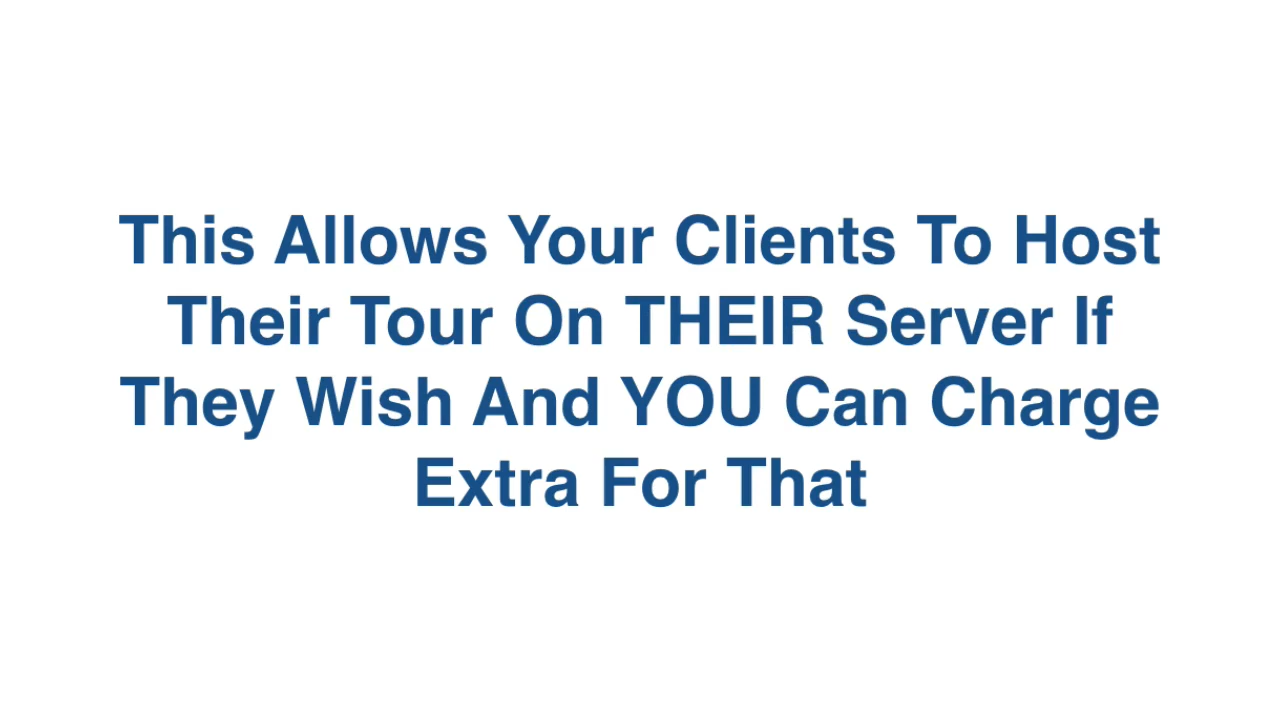 This Allows Your Clients To Host
Their Tour On THEIR Server If
They Wish And YOU Can Charge
Extra For That